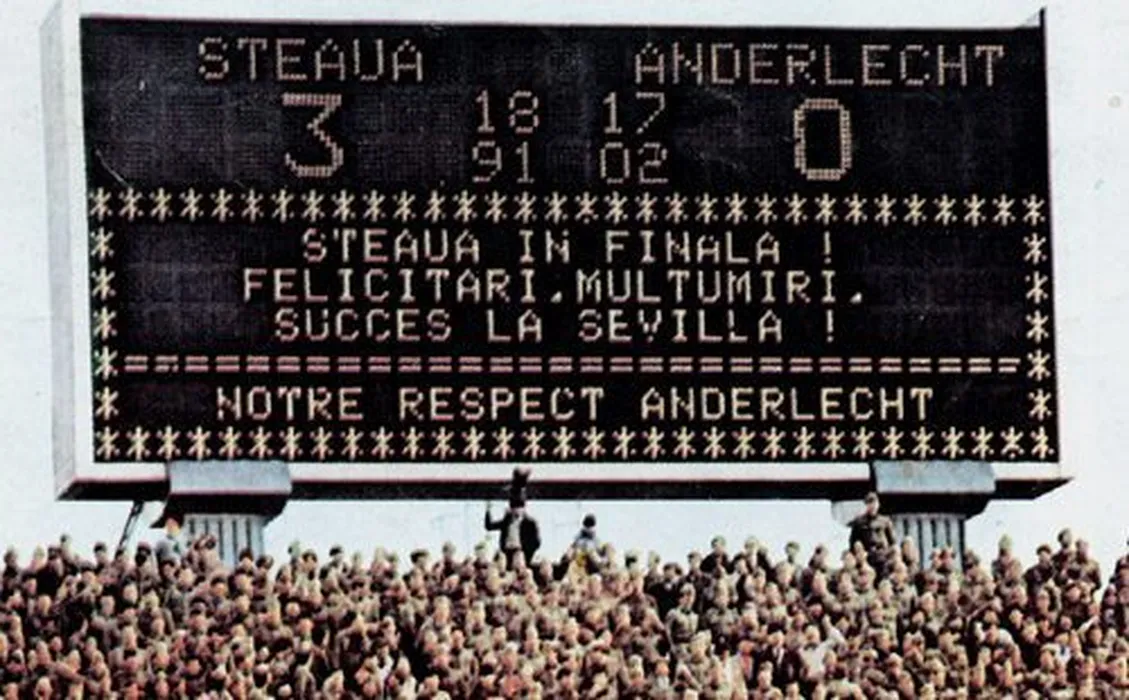 STEAUA ANDERLECHT
3 18 17 0
91 02
*******************************
* STEAUA IN FINALA ! *
* FELICITARI.MULTUMIRI. *
* SUCCES LA SEVILLA ! *
*==============================*
* NOTRE RESPECT ANDERLECHT *
*******************************